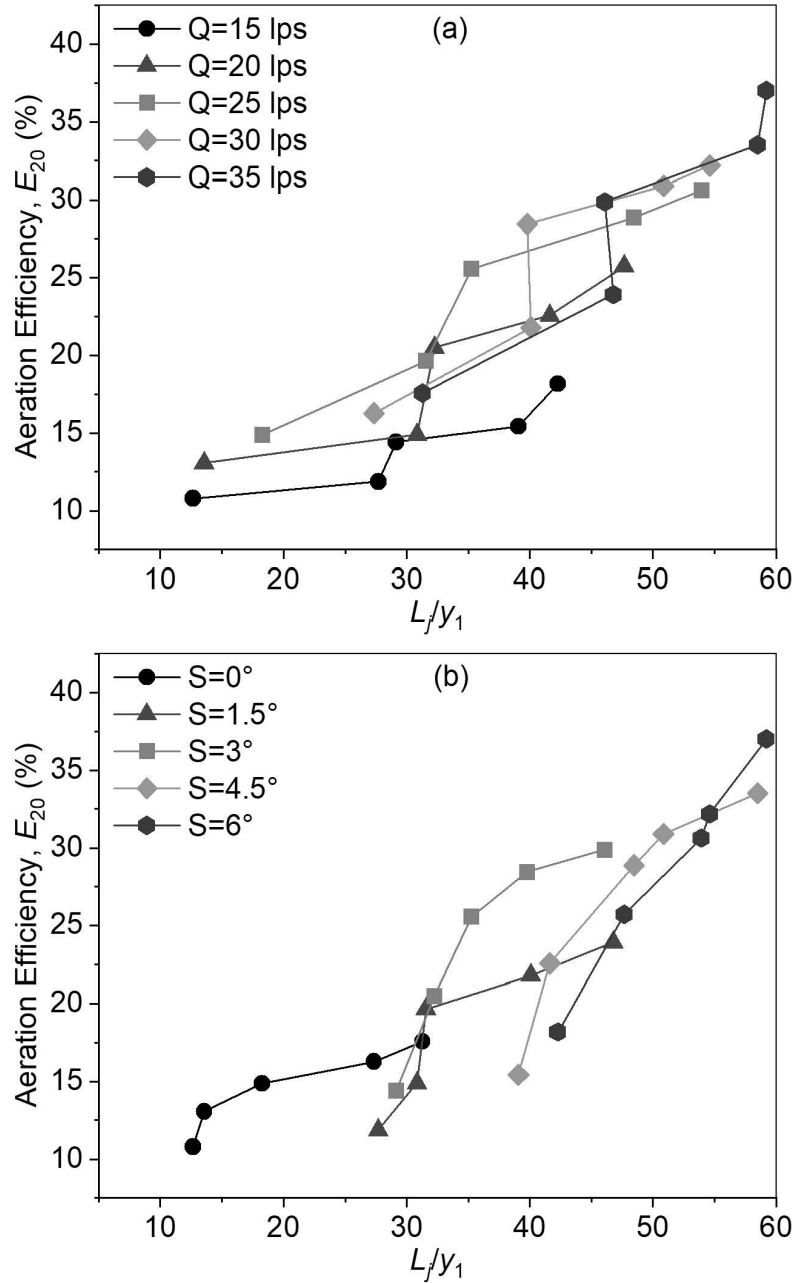 (a)
Q=15 lps
Q=20 lps
Q=25 lps
Q=30 lps
Q=35 lps
Aeration Efficiency, E20 (%)
40
35
30
25
20
15
10
10 20 30 40 50 60
Lj/y1
(b)
S=0°
S=1.5°
S=3°
S=4.5°
S=6°
Aeration Efficiency, E20 (%)
40
35
30
25
20
15
10
10 20 30 40 50 60
Lj/y1